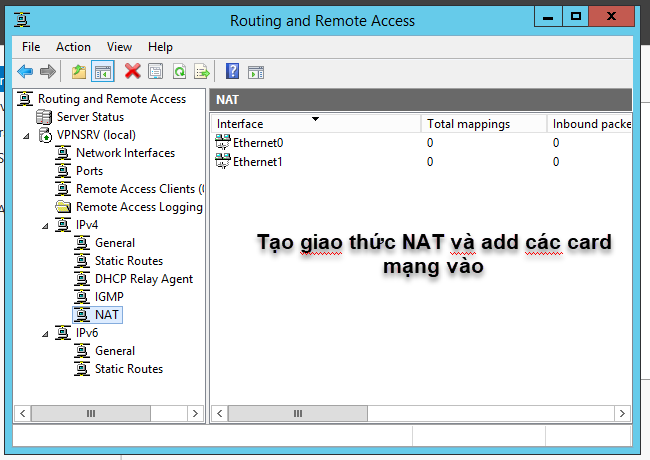 Routing and Remote Access
File Action View Help
Routing and Remote Access
Server Status
VPNSRV (local)
Network Interfaces
Ports
Remote Access Clients (
Remote Access Logging
IPv4
General
Static Routes
DHCP Relay Agent
IGMP
NAT
IPv6
General
Static Routes
NAT
Interface Total mappings Inbound packe
Ethernet0 0 0
Ethernet1 0 0
Tạo giao thức NAT và add các card
mạng vào